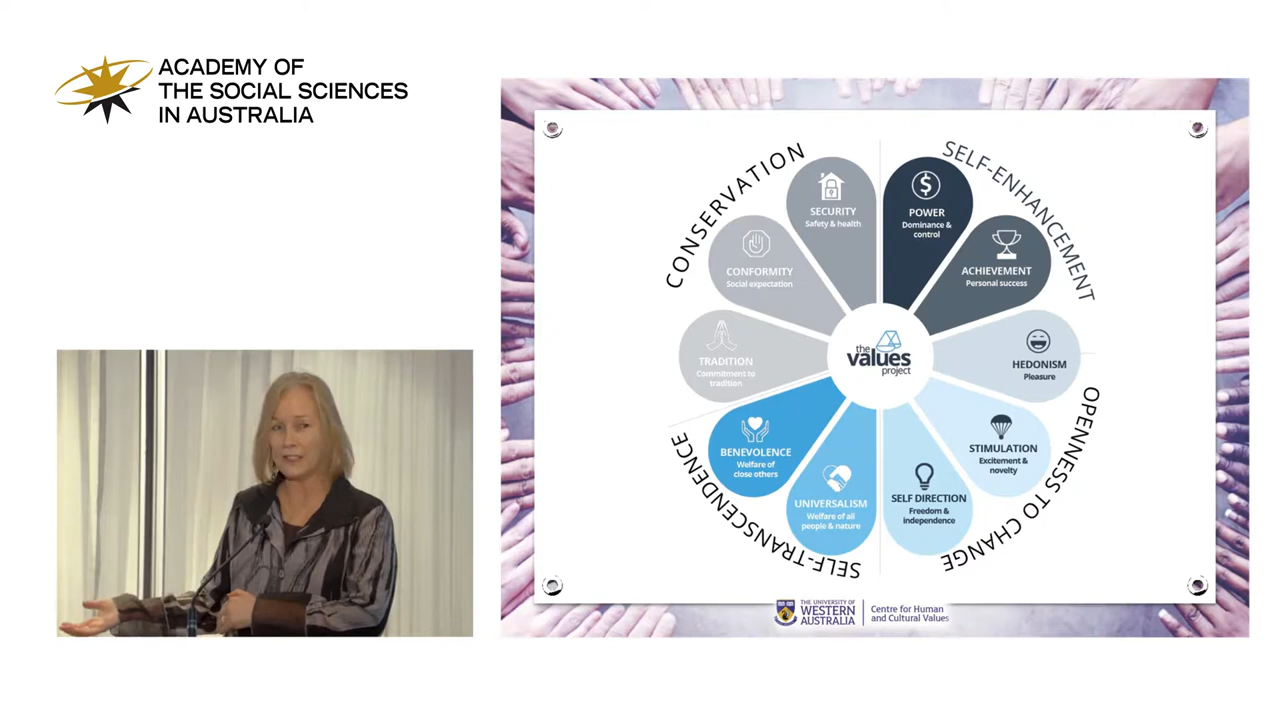 ACADEMY OF
THE SOCIAL SCIENCES
IN AUSTRALIA
CONSERVATION
SELF-ENHANCEMENT
OPENNESS TO CHANGE
SELF-TRANSCENDENCE
SECURITY
Safety & health
POWER
Dominance &
control
CONFORMITY
Social expectation
ACHIEVEMENT
Personal success
TRADITION
Commitment to
tradition
the
values
project
HEDONISM
Pleasure
BENEVOLENCE
Welfare of
close others
STIMULATION
Excitement &
novelty
UNIVERSALISM
Welfare of all
people & nature
SELF DIRECTION
Freedom &
independence
THE UNIVERSITY OF
WESTERN
AUSTRALIA
Centre for Human
and Cultural Values